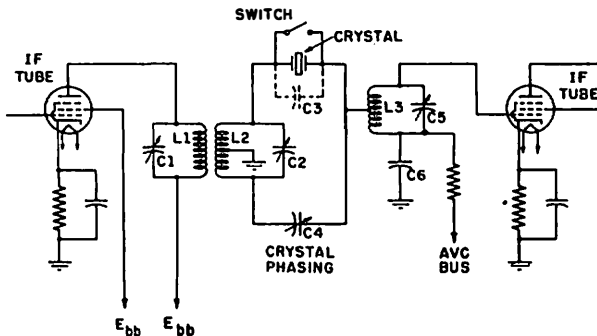 SWITCH
CRYSTAL
IF
TUBE
C3
L1
L2
C1
C2
L3
C5
C6
C4
CRYSTAL
PHASING
IF
TUBE
AVC
BUS
Ebb
Ebb